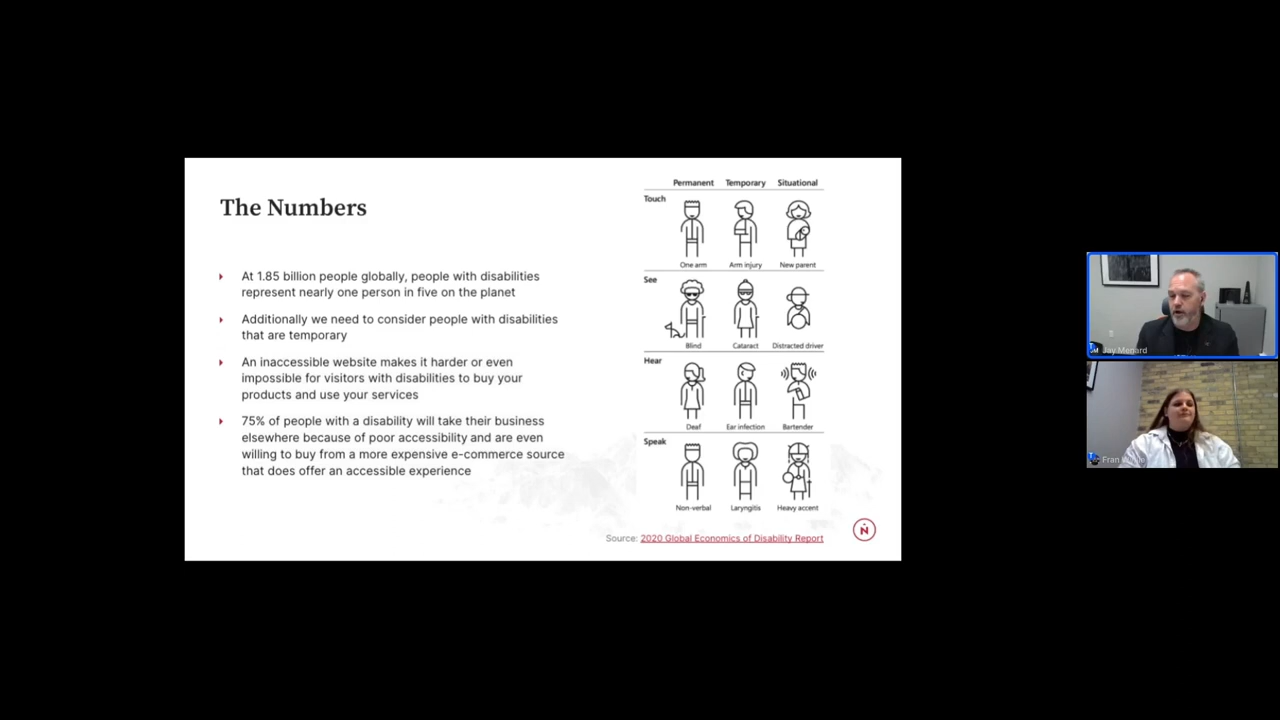 The Numbers
At 1.85 billion people globally, people with disabilities
represent nearly one person in five on the planet
Additionally we need to consider people with disabilities
that are temporary
An inaccessible website makes it harder or even
impossible for visitors with disabilities to buy your
products and use your services
75% of people with a disability will take their business
elsewhere because of poor accessibility and are even
willing to buy from a more expensive e-commerce source
that does offer an accessible experience
Permanent Temporary Situational
Touch
One arm Arm injury New parent
See
Blind Cataract Distracted driver
Hear
Deaf Ear infection Bartender
Speak
Non-verbal Laryngitis Heavy accent
Source: 2020 Global Economics of Disability Report
N
Jay Menard
Fran